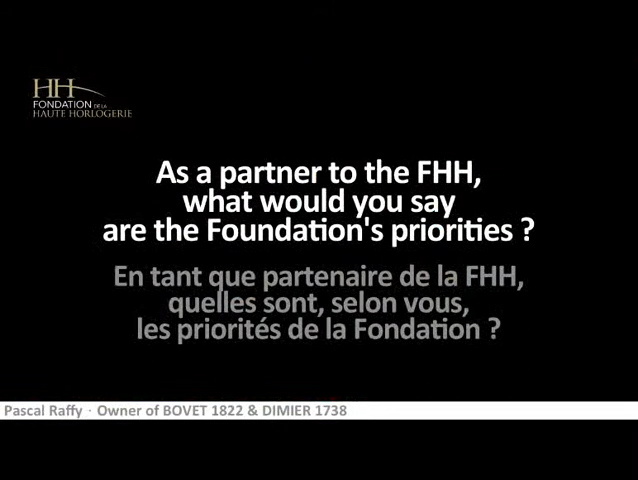 HH
FONDATION DE LA
HAUTE HORLOGERIE
As a partner to the FHH,
what would you say
are the Foundation's priorities ?
En tant que partenaire de la FHH,
quelles sont, selon vous,
les priorités de la Fondation ?
Pascal Raffy · Owner of BOVET 1822 & DIMIER 1738